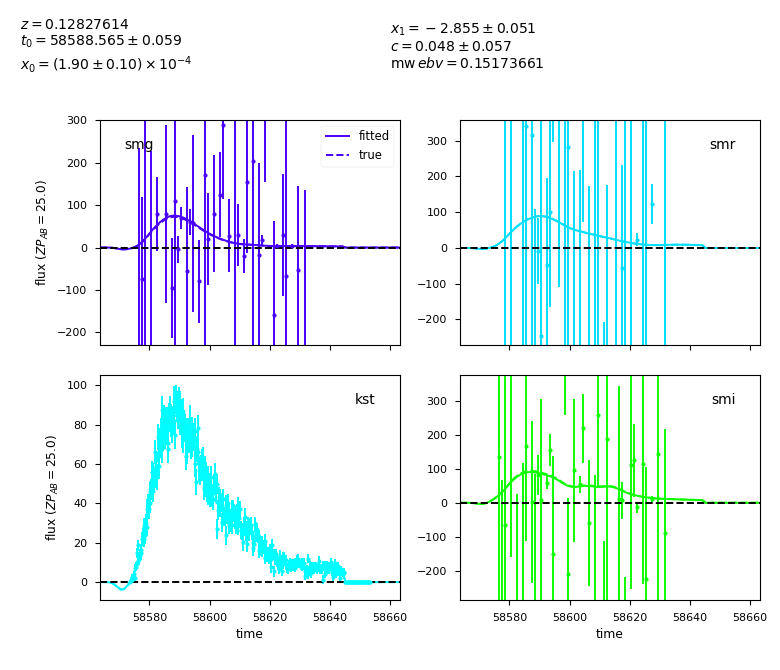 z = 0.12827614
t0 = 58588.565 ± 0.059
x0 = (1.90 ± 0.10) × 10^−4
x1 = −2.855 ± 0.051
c = 0.048 ± 0.057
mw ebv = 0.15173661
smg
fitted
true
300
200
100
0
−100
−200
flux (ZP_AB = 25.0)
smr
300
200
100
0
−100
−200
kst
100
80
60
40
20
0
flux (ZP_AB = 25.0)
58580 58600 58620 58640 58660
time
smi
300
200
100
0
−100
−200
58580 58600 58620 58640 58660
time